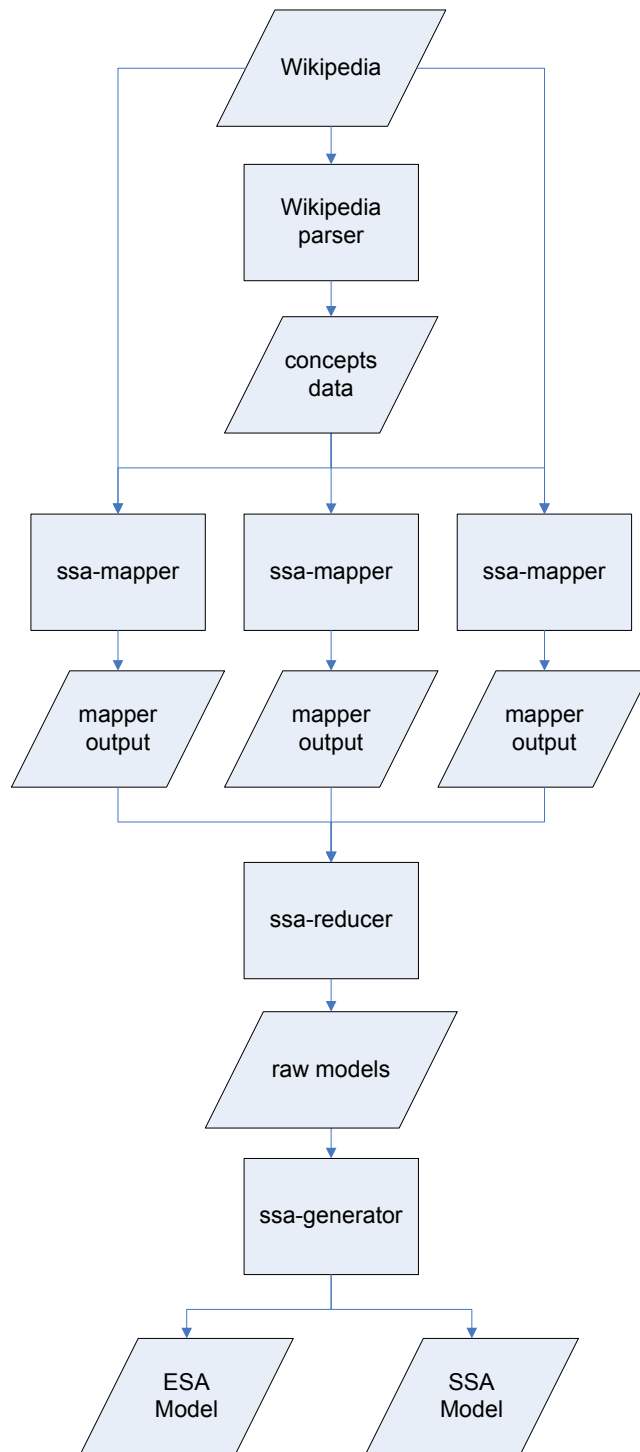 Wikipedia
Wikipedia
parser
concepts
data
ssa-mapper
ssa-mapper
ssa-mapper
mapper
output
mapper
output
mapper
output
ssa-reducer
raw models
ssa-generator
ESA
Model
SSA
Model